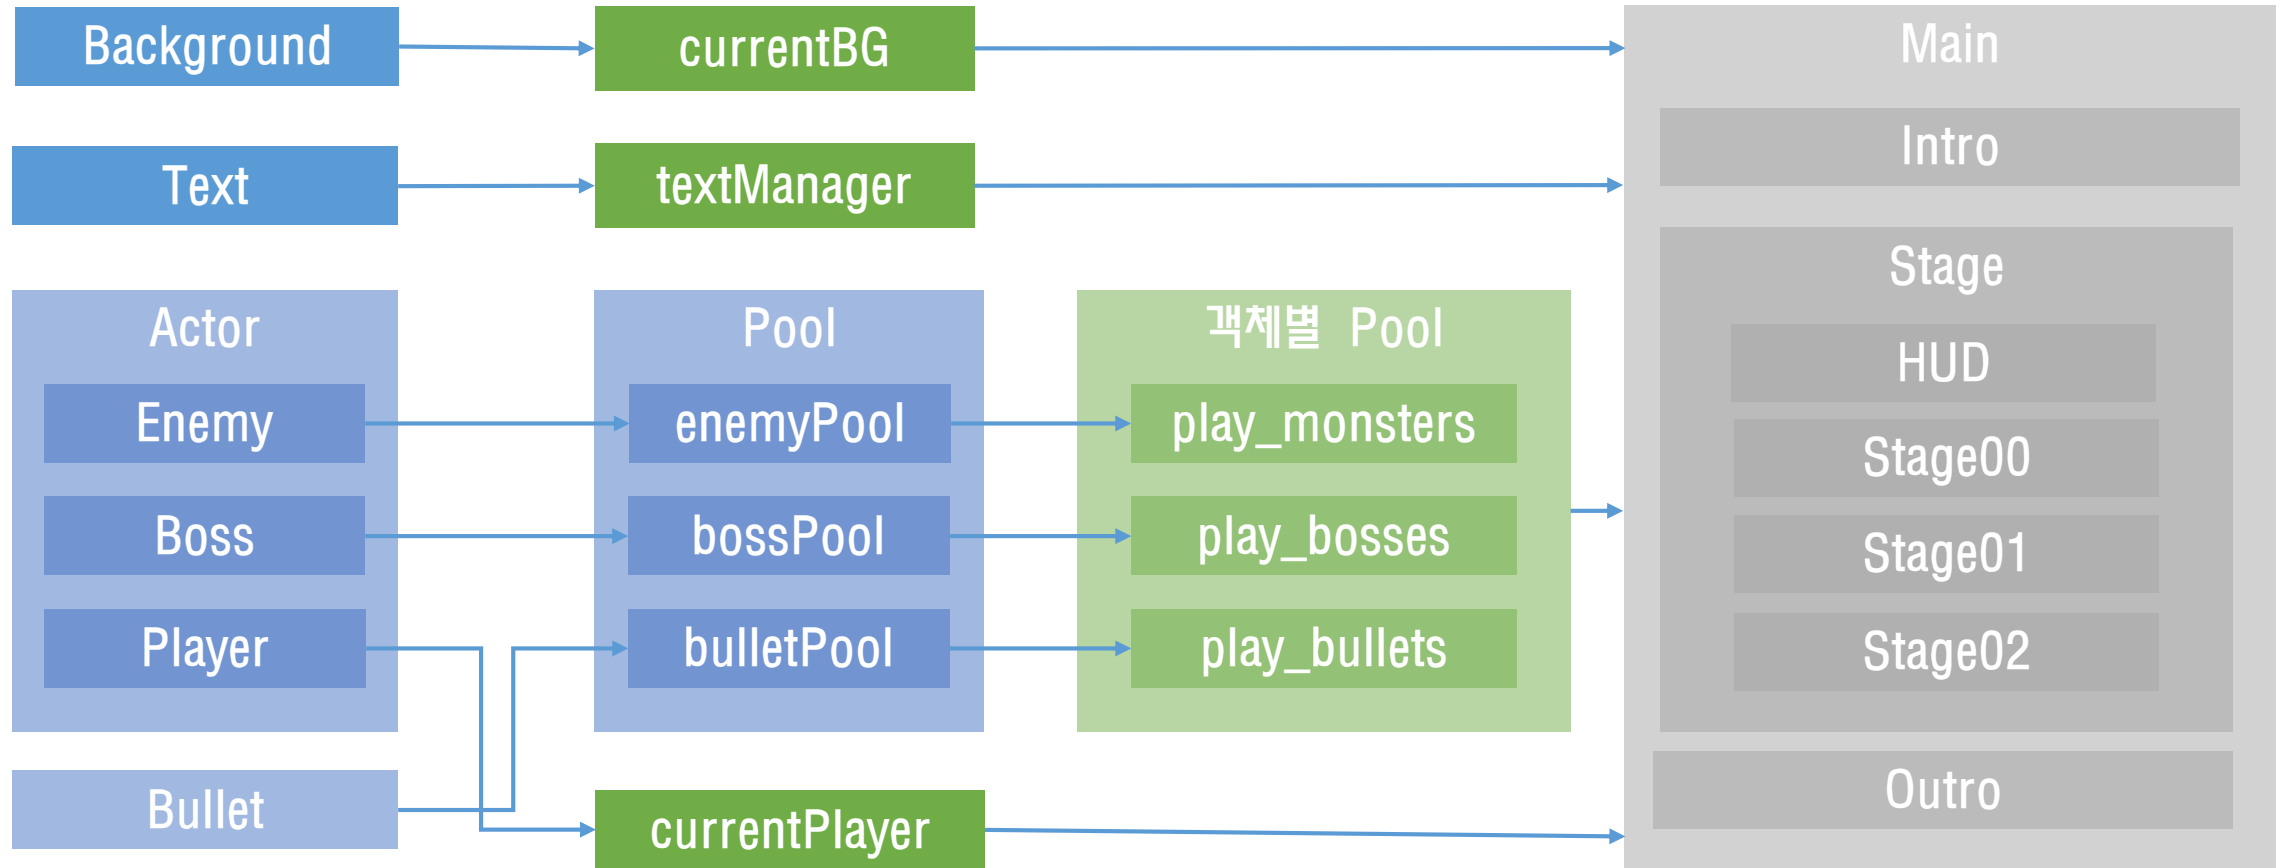 Background
currentBG
Main
Intro
Text
textManager
Stage
HUD
Stage00
Stage01
Stage02
Outro
Actor
Enemy
Boss
Player
Pool
enemyPool
bossPool
bulletPool
객체별 Pool
play_monsters
play_bosses
play_bullets
Bullet
currentPlayer